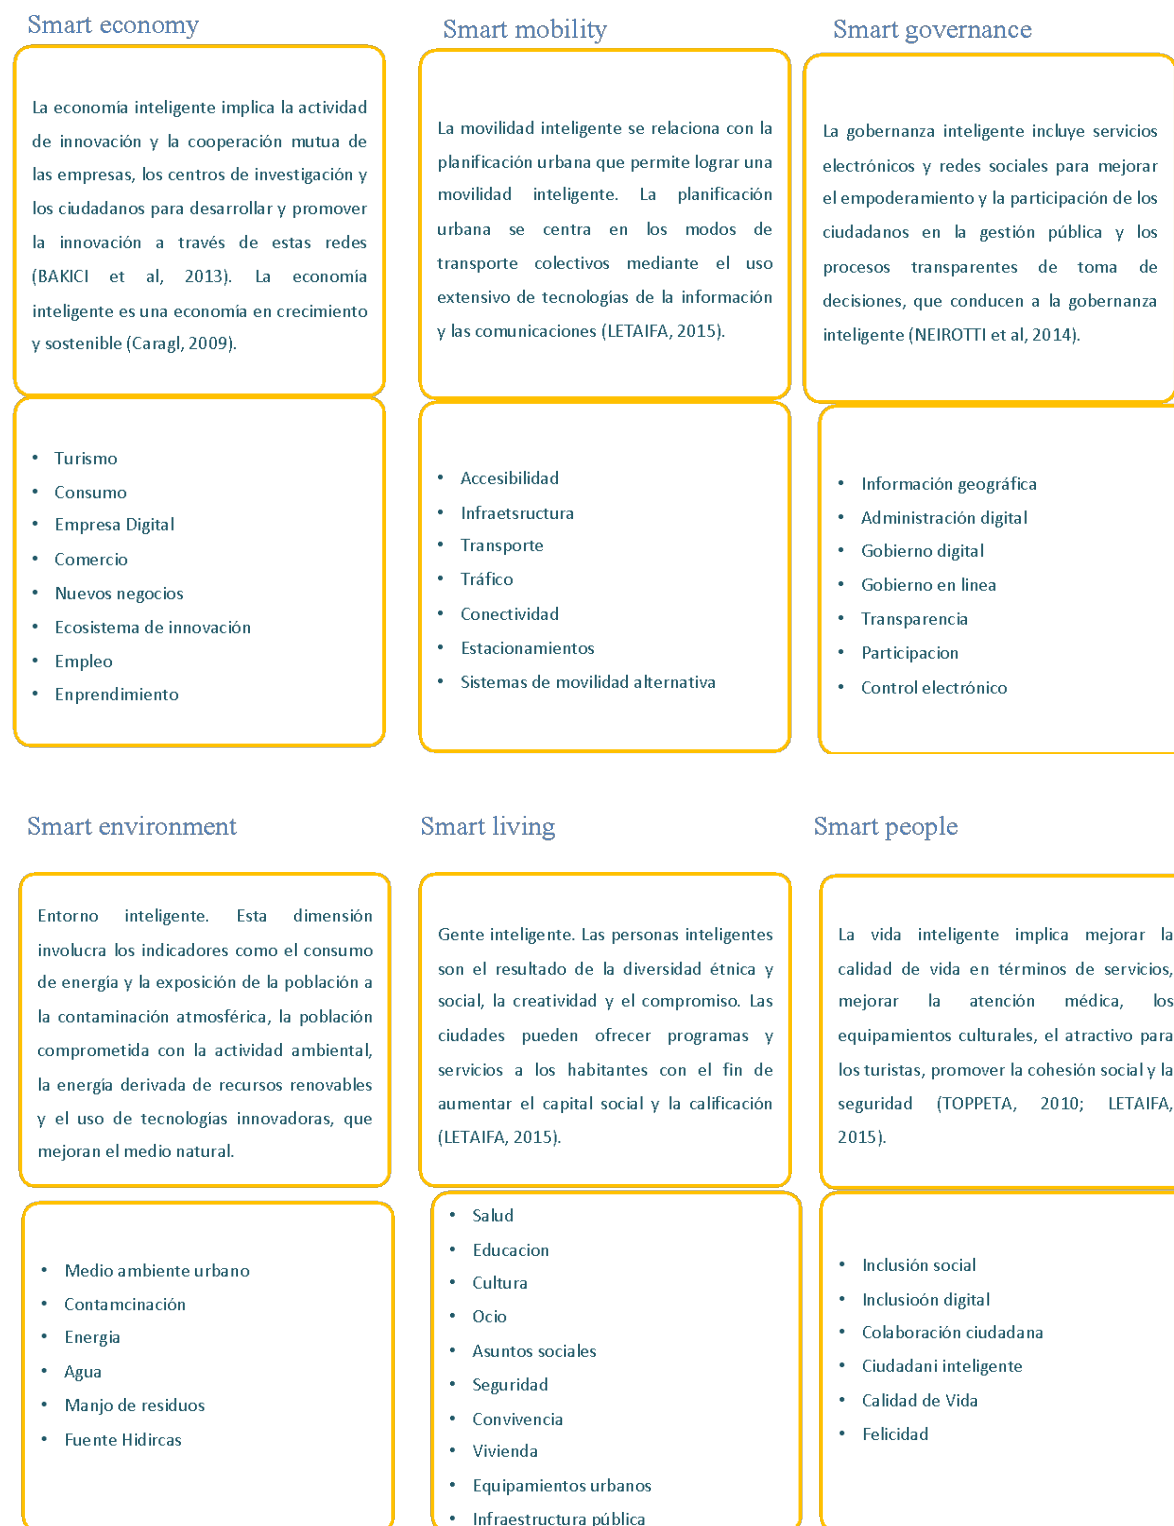 Smart economy
La economía inteligente implica la actividad
de innovación y la cooperación mutua de
las empresas, los centros de investigación y
los ciudadanos para desarrollar y promover
la innovación a través de estas redes
(BAKICI et al, 2013). La economía
inteligente es una economía en crecimiento
y sostenible (Caragl, 2009).
• Turismo
• Consumo
• Empresa Digital
• Comercio
• Nuevos negocios
• Ecosistema de innovación
• Empleo
• Enprendimiento
Smart mobility
La movilidad inteligente se relaciona con la
planificación urbana que permite lograr una
movilidad inteligente. La planificación
urbana se centra en los modos de
transporte colectivos mediante el uso
extensivo de tecnologías de la información
y las comunicaciones (LETAIFA, 2015).
• Accesibilidad
• Infraetsructura
• Transporte
• Tráfico
• Conectividad
• Estacionamientos
• Sistemas de movilidad alternativa
Smart governance
La gobernanza inteligente incluye servicios
electrónicos y redes sociales para mejorar
el empoderamiento y la participación de los
ciudadanos en la gestión pública y los
procesos transparentes de toma de
decisiones, que conducen a la gobernanza
inteligente (NEIROTTI et al, 2014).
• Información geográfica
• Administración digital
• Gobierno digital
• Gobierno en linea
• Transparencia
• Participacion
• Control electrónico
Smart environment
Entorno inteligente. Esta dimensión
involucra los indicadores como el consumo
de energía y la exposición de la población a
la contaminación atmosférica, la población
comprometida con la actividad ambiental,
la energía derivada de recursos renovables
y el uso de tecnologías innovadoras, que
mejoran el medio natural.
• Medio ambiente urbano
• Contamcinación
• Energia
• Agua
• Manjo de residuos
• Fuente Hidircas
Smart living
Gente inteligente. Las personas inteligentes
son el resultado de la diversidad étnica y
social, la creatividad y el compromiso. Las
ciudades pueden ofrecer programas y
servicios a los habitantes con el fin de
aumentar el capital social y la calificación
(LETAIFA, 2015).
• Salud
• Educacion
• Cultura
• Ocio
• Asuntos sociales
• Seguridad
• Convivencia
• Vivienda
• Equipamientos urbanos
• Infraestructura pública
Smart people
La vida inteligente implica mejorar la
calidad de vida en términos de servicios,
mejorar la atención médica, los
equipamientos culturales, el atractivo para
los turistas, promover la cohesión social y la
seguridad (TOPPETA, 2010; LETAIFA,
2015).
• Inclusión social
• Inclusioón digital
• Colaboración ciudadana
• Ciudadani inteligente
• Calidad de Vida
• Felicidad